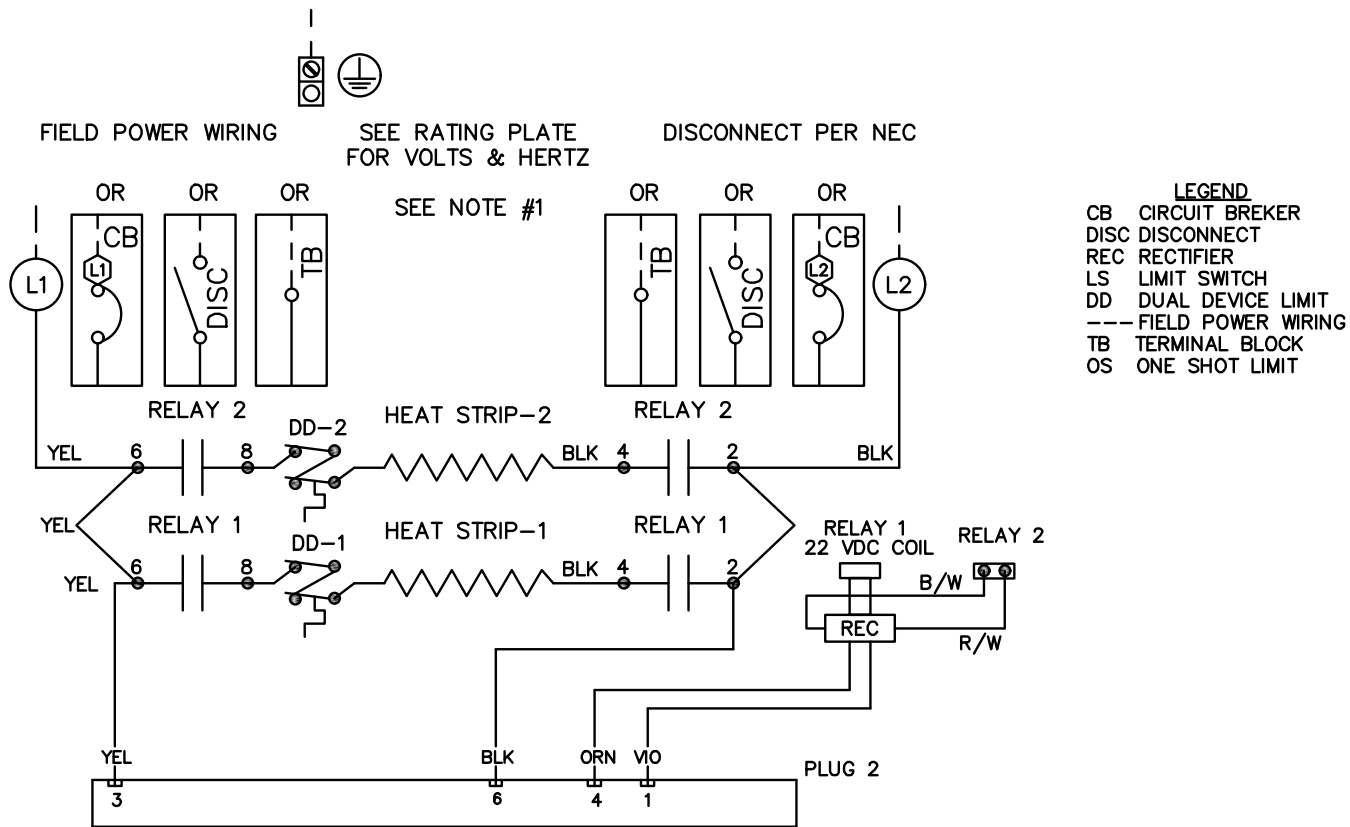 FIELD POWER WIRING
SEE RATING PLATE
FOR VOLTS & HERTZ
DISCONNECT PER NEC
SEE NOTE #1
OR
OR
OR
OR
OR
OR
L1
CB
L1
DISC
TB
TB
DISC
CB
L2
L2
LEGEND
CB CIRCUIT BREKER
DISC DISCONNECT
REC RECTIFIER
LS LIMIT SWITCH
DD DUAL DEVICE LIMIT
--- FIELD POWER WIRING
TB TERMINAL BLOCK
OS ONE SHOT LIMIT
RELAY 2
DD-2
HEAT STRIP-2
RELAY 2
YEL
6
8
BLK
4
2
BLK
YEL
RELAY 1
DD-1
HEAT STRIP-1
RELAY 1
YEL
6
8
BLK
4
2
RELAY 1
22 VDC COIL
RELAY 2
B/W
REC
R/W
YEL
BLK
ORN
VIO
PLUG 2
3
6
4
1